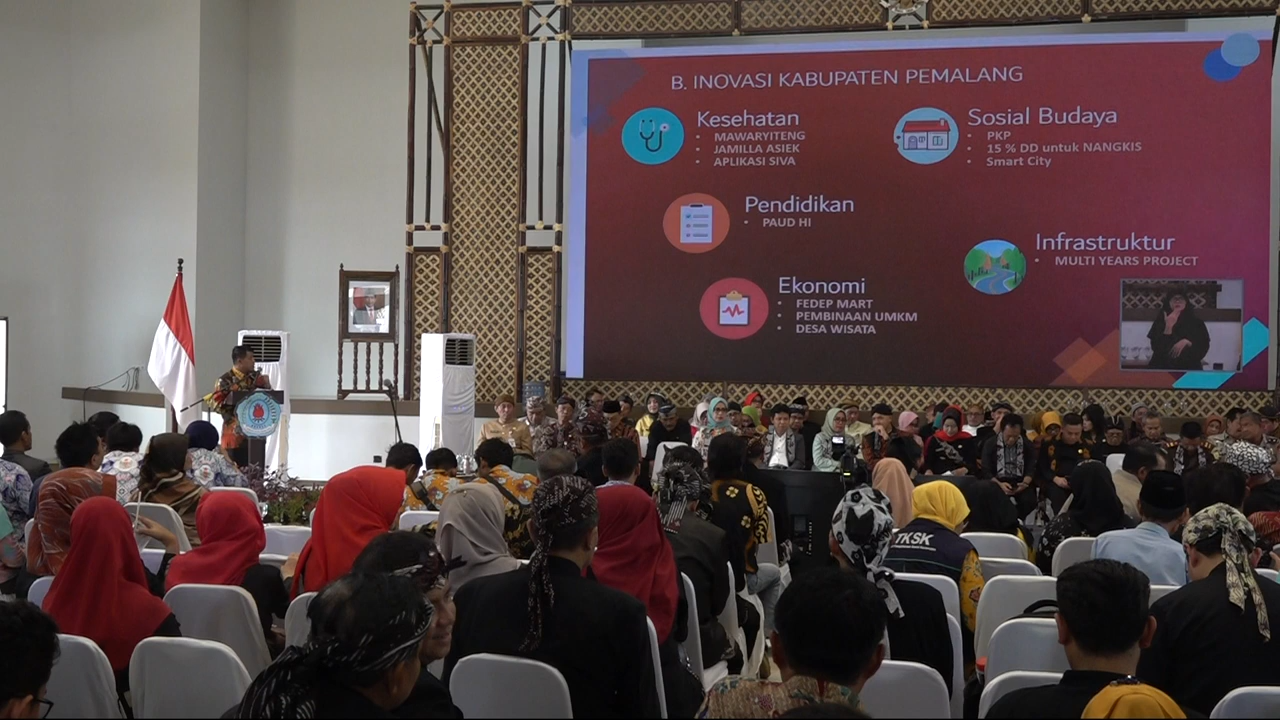 B. INOVASI KABUPATEN PEMALANG
Kesehatan
• MAWARYITENG
• JAMILLA ASIEK
• APLIKASI SIVA
Sosial Budaya
• PKP
• 15 % DD untuk NANGKIS
• Smart City
Pendidikan
• PAUD HI
Infrastruktur
• MULTI YEARS PROJECT
Ekonomi
• FEDEP MART
• PEMBINAAN UMKM
• DESA WISATA
TKSK